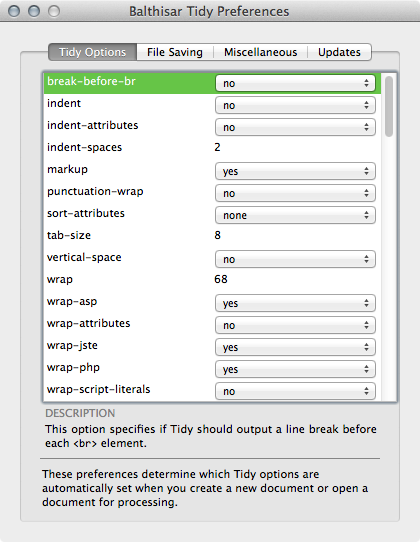 Balthisar Tidy Preferences
Tidy Options File Saving Miscellaneous Updates
break-before-br no
indent no
indent-attributes no
indent-spaces 2
markup yes
punctuation-wrap no
sort-attributes none
tab-size 8
vertical-space no
wrap 68
wrap-asp yes
wrap-attributes no
wrap-jste yes
wrap-php yes
wrap-script-literals no
DESCRIPTION
This option specifies if Tidy should output a line break before
each <br> element.
These preferences determine which Tidy options are
automatically set when you create a new document or open a
document for processing.